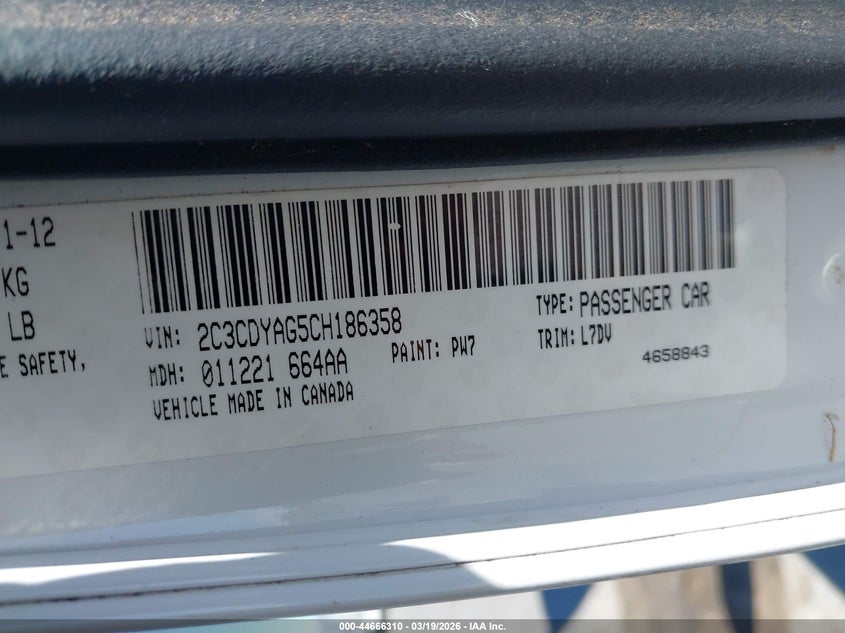 1-12
KG
LB
E SAFETY,
VIN: 2C3CDYAG5CH186358
TYPE: PASSENGER CAR
MDH: 011221 664AA
PAINT: PW7
TRIM: L7DV
VEHICLE MADE IN CANADA
4658843
000-44666310 - 03/19/2026 - IAA Inc.